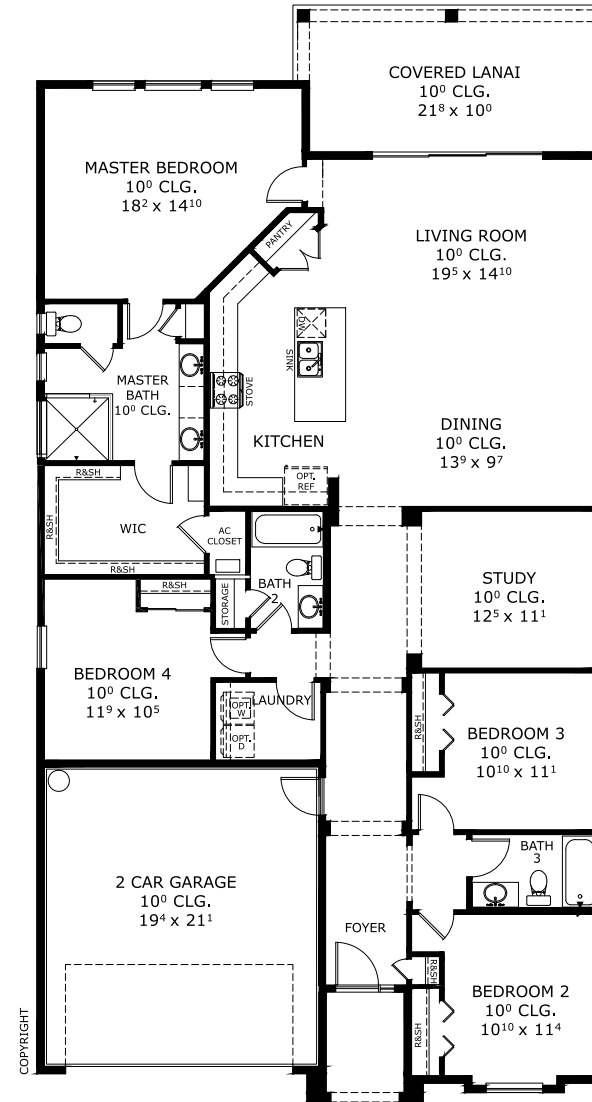 COVERED LANAI
10⁰ CLG.
21⁸ x 10⁰
MASTER BEDROOM
10⁰ CLG.
18² x 14¹⁰
PANTRY
LIVING ROOM
10⁰ CLG.
19⁵ x 14¹⁰
DW
SINK
STOVE
MASTER
BATH
10⁰ CLG.
KITCHEN
DINING
10⁰ CLG.
13⁹ x 9⁷
OPT.
REF
R&SH
R&SH
WIC
R&SH
AC
CLOSET
R&SH
STORAGE
BATH
2
STUDY
10⁰ CLG.
12⁵ x 11¹
BEDROOM 4
10⁰ CLG.
11⁹ x 10⁵
LAUNDRY
OPT.
W
OPT.
D
R&SH
BEDROOM 3
10⁰ CLG.
10¹⁰ x 11¹
BATH
3
2 CAR GARAGE
10⁰ CLG.
19⁴ x 21¹
FOYER
R&SH
R&SH
BEDROOM 2
10⁰ CLG.
10¹⁰ x 11⁴
COPYRIGHT